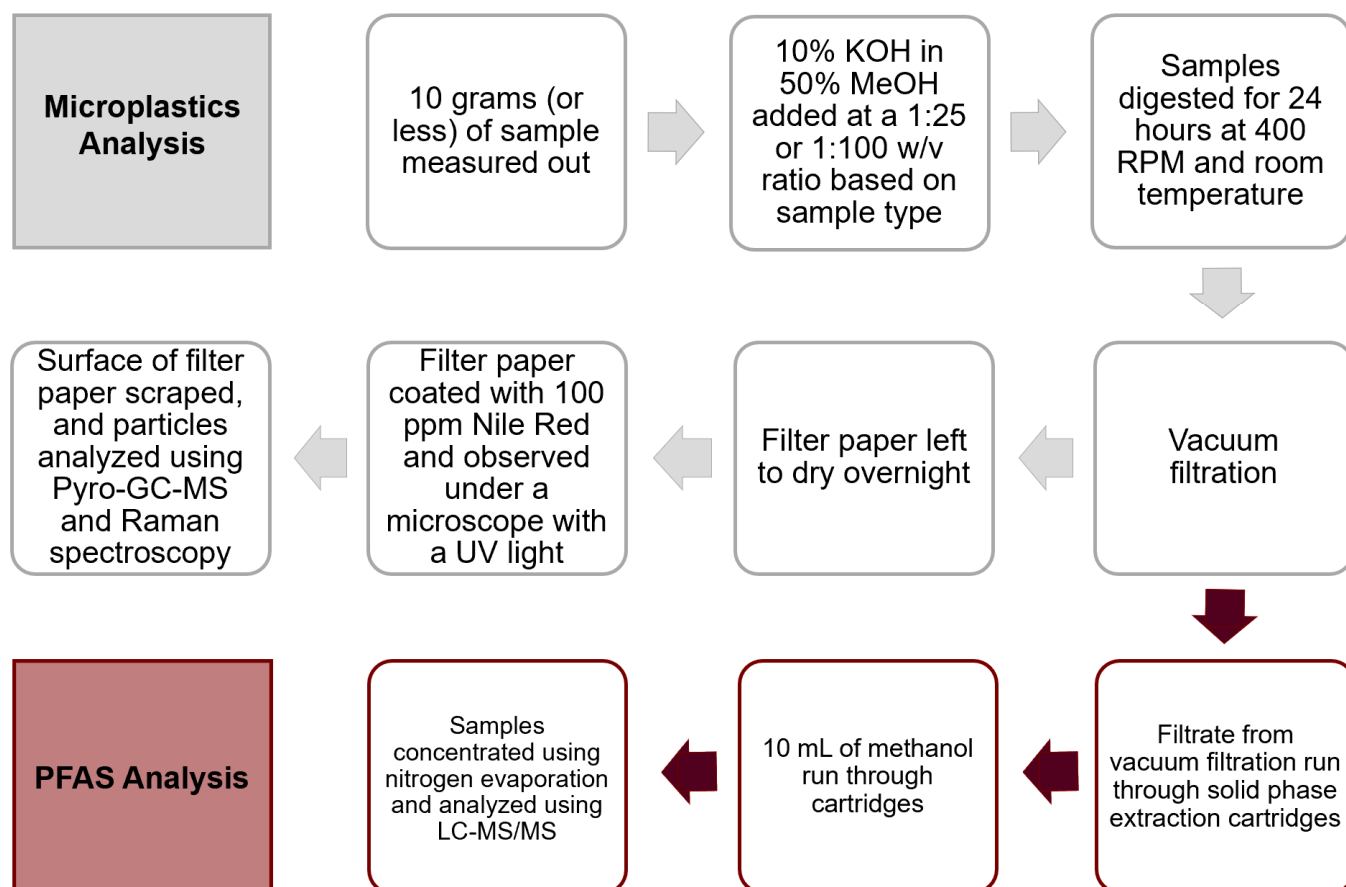 Microplastics
Analysis
10 grams (or
less) of sample
measured out
10% KOH in
50% MeOH
added at a 1:25
or 1:100 w/v
ratio based on
sample type
Samples
digested for 24
hours at 400
RPM and room
temperature
Vacuum
filtration
Filter paper left
to dry overnight
Filter paper
coated with 100
ppm Nile Red
and observed
under a
microscope with
a UV light
Surface of filter
paper scraped,
and particles
analyzed using
Pyro-GC-MS
and Raman
spectroscopy
PFAS Analysis
Filtrate from
vacuum filtration run
through solid phase
extraction cartridges
10 mL of methanol
run through
cartridges
Samples
concentrated using
nitrogen evaporation
and analyzed using
LC-MS/MS